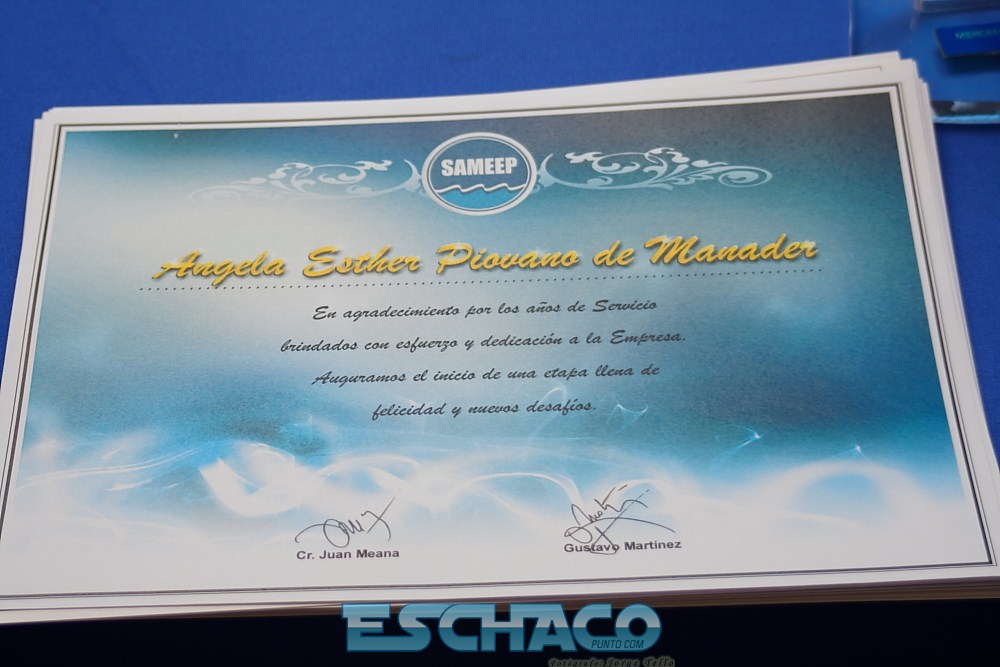 MERCE
SAMEEP
Angela Esther Piovano de Manader
En agradecimiento por los años de Servicio
brindados con esfuerzo y dedicación a la Empresa.
Auguramos el inicio de una etapa llena de
felicidad y nuevos desafíos.
Cr. Juan Meana
Gustavo Martínez
ESCHACO
PUNTO COM